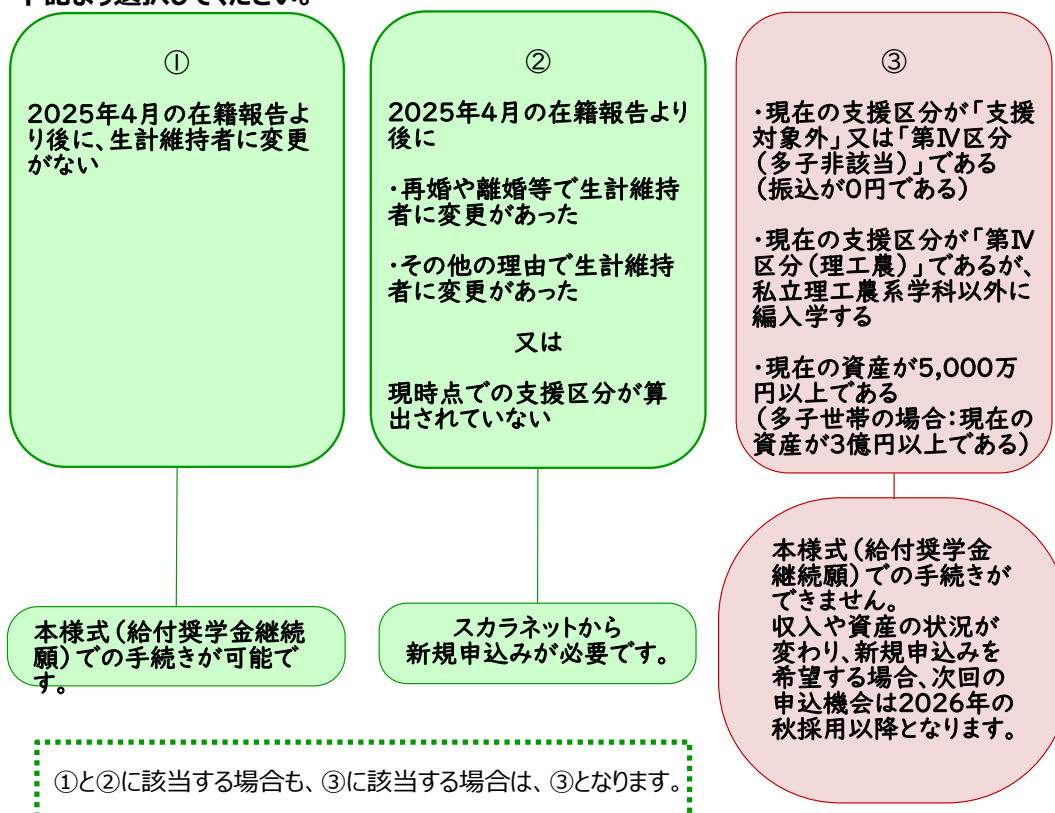 下記より選択してください。
①
2025年4月の在籍報告よ
り後に、生計維持者に変更
がない
②
2025年4月の在籍報告より
後に
・再婚や離婚等で生計維持
者に変更があった
・その他の理由で生計維持
者に変更があった
又は
現時点での支援区分が算
出されていない
③
・現在の支援区分が「支援
対象外」又は「第Ⅳ区分
(多子非該当)」である
(振込が0円である)
・現在の支援区分が「第Ⅳ
区分(理工農)」であるが、
私立理工農系学科以外に
編入学する
・現在の資産が5,000万
円以上である
(多子世帯の場合:現在の
資産が3億円以上である)
本様式(給付奨学金継続
願)での手続きが可能で
す。
スカラネットから
新規申込みが必要です。
本様式(給付奨学金
継続願)での手続きが
できません。
収入や資産の状況が
変わり、新規申込みを
希望する場合、次回の
申込機会は2026年の
秋採用以降となります。
①と②に該当する場合も、③に該当する場合は、③となります。